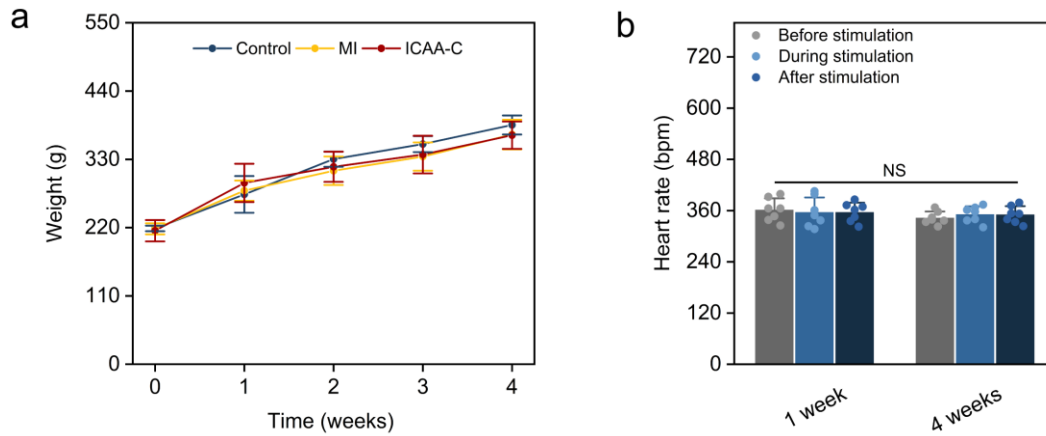 a
550
440
330
220
110
0
Weight (g)
Control MI ICAA-C
0 1 2 3 4
Time (weeks)
b
720
600
480
360
240
120
0
Heart rate (bpm)
Before stimulation
During stimulation
After stimulation
NS
1 week
4 weeks